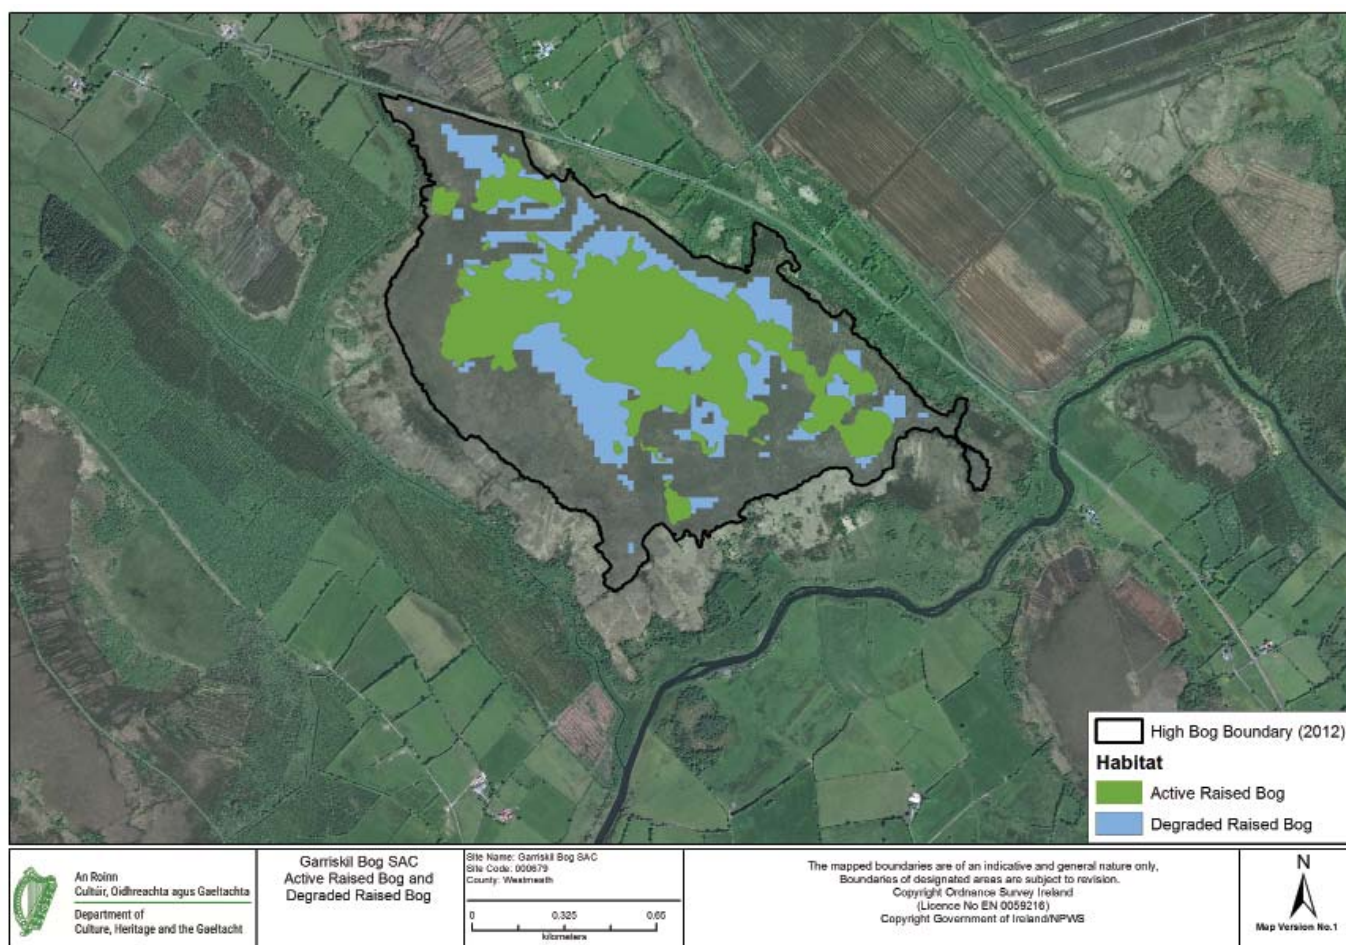 High Bog Boundary (2012)
Habitat
Active Raised Bog
Degraded Raised Bog
An Roinn
Cultúir, Oidhreachta agus Gaeltachta
Department of
Culture, Heritage and the Gaeltacht
Garriskil Bog SAC
Active Raised Bog and
Degraded Raised Bog
Site Name: Garriskil Bog SAC
Site Code: 000679
County: Westmeath
0 0.325 0.65
kilometers
The mapped boundaries are of an indicative and general nature only,
Boundaries of designated areas are subject to revision.
Copyright Ordnance Survey Ireland
(Licence No EN 0059216)
Copyright Government of Ireland/NPWS
N
Map Version No.1